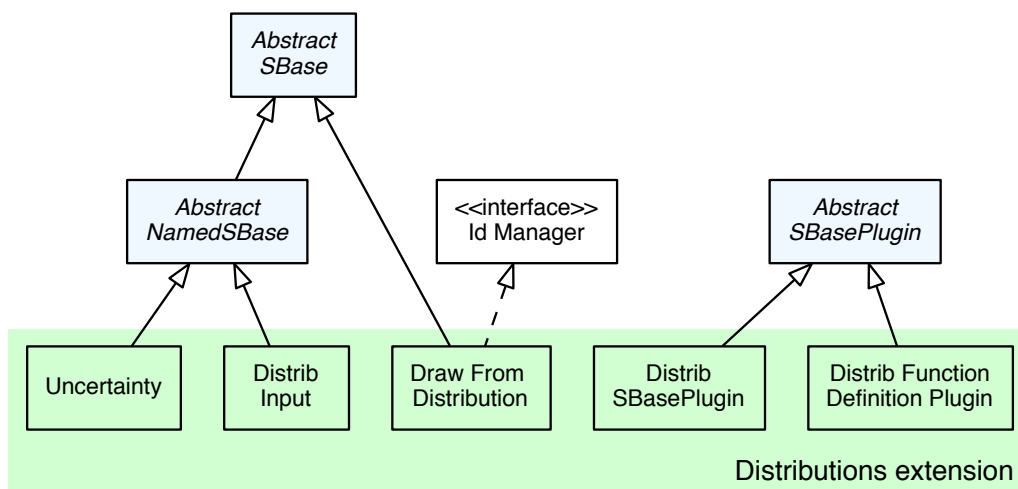 Abstract
SBase
Abstract
NamedSBase
<<interface>>
Id Manager
Abstract
SBasePlugin
Uncertainty
Distrib
Input
Draw From
Distribution
Distrib
SBasePlugin
Distrib Function
Definition Plugin
Distributions extension